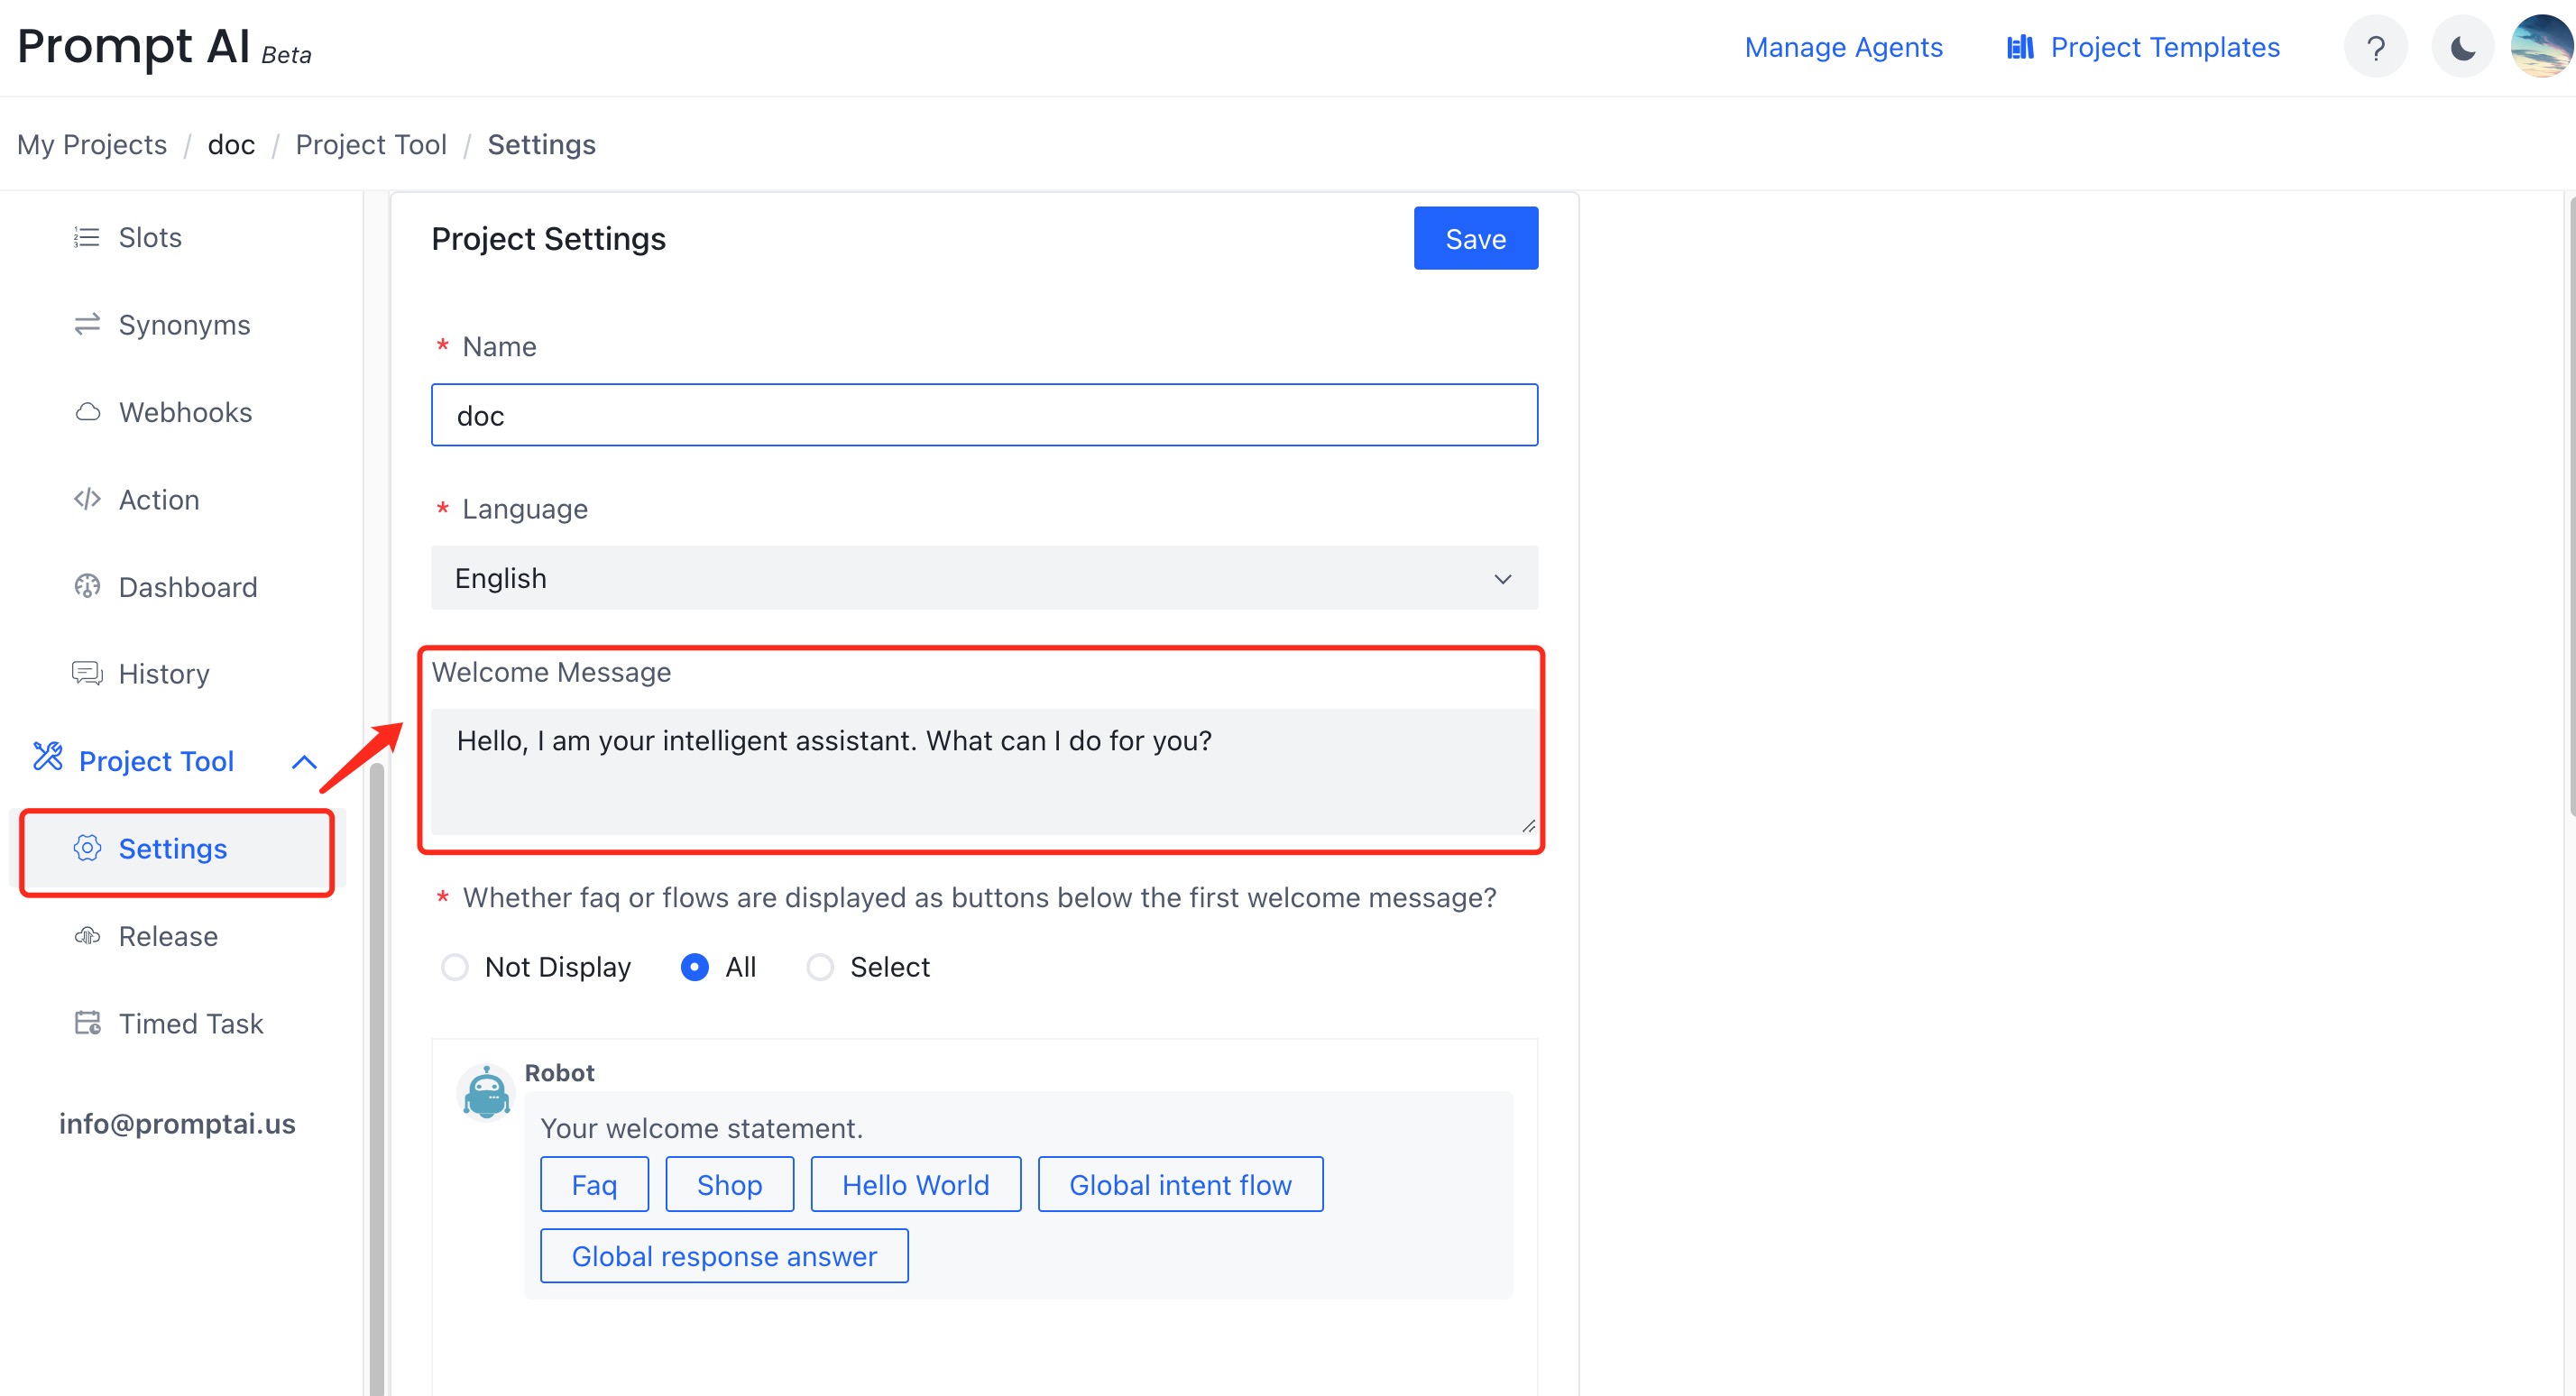 Prompt AI Beta
Manage Agents
Project Templates
?
My Projects / doc / Project Tool / Settings
Slots
Synonyms
Webhooks
Action
Dashboard
History
Project Tool
Settings
Release
Timed Task
info@promptai.us
Project Settings
Save
* Name
doc
* Language
English
Welcome Message
Hello, I am your intelligent assistant. What can I do for you?
* Whether faq or flows are displayed as buttons below the first welcome message?
Not Display All Select
Robot
Your welcome statement.
Faq Shop Hello World Global intent flow
Global response answer